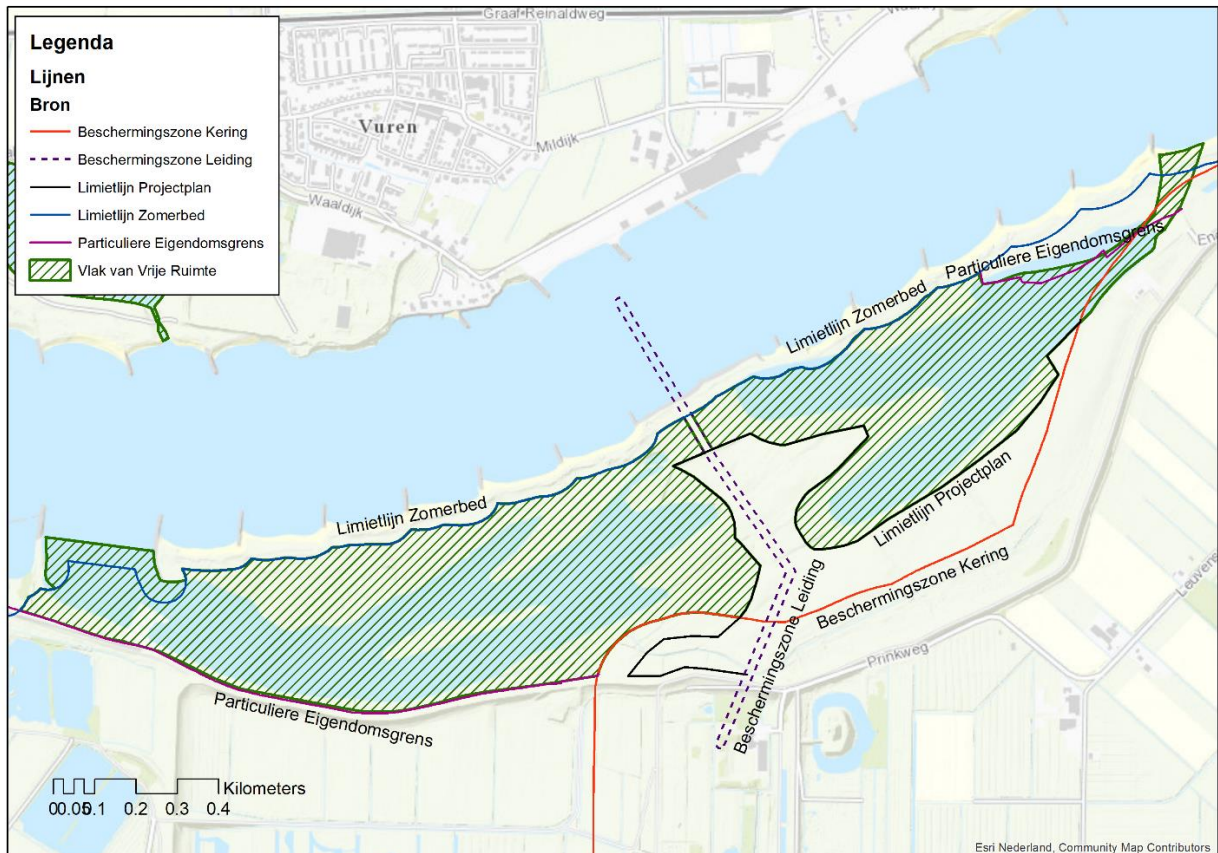 Graaf Reinaldweg
Legenda
Lijnen
Bron
Beschermingszone Kering
Beschermingszone Leiding
Limietlijn Projectplan
Limietlijn Zomerbed
Particuliere Eigendomsgrens
Vlak van Vrije Ruimte
Vuren
Mildijk
Waaldijk
Particuliere Eigendomsgrens
Limietlijn Zomerbed
Limietlijn Projectplan
Limietlijn Zomerbed
Beschermingszone Kering
Beschermingszone Leiding
Prinkweg
Particuliere Eigendomsgrens
Kilometers
0 0.05 0.1 0.2 0.3 0.4
Esri Nederland, Community Map Contributors